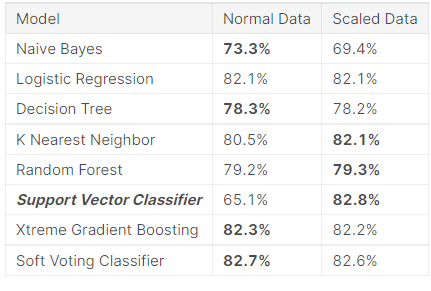 Model Normal Data Scaled Data
Naive Bayes 73.3% 69.4%
Logistic Regression 82.1% 82.1%
Decision Tree 78.3% 78.2%
K Nearest Neighbor 80.5% 82.1%
Random Forest 79.2% 79.3%
Support Vector Classifier 65.1% 82.8%
Xtreme Gradient Boosting 82.3% 82.2%
Soft Voting Classifier 82.7% 82.6%